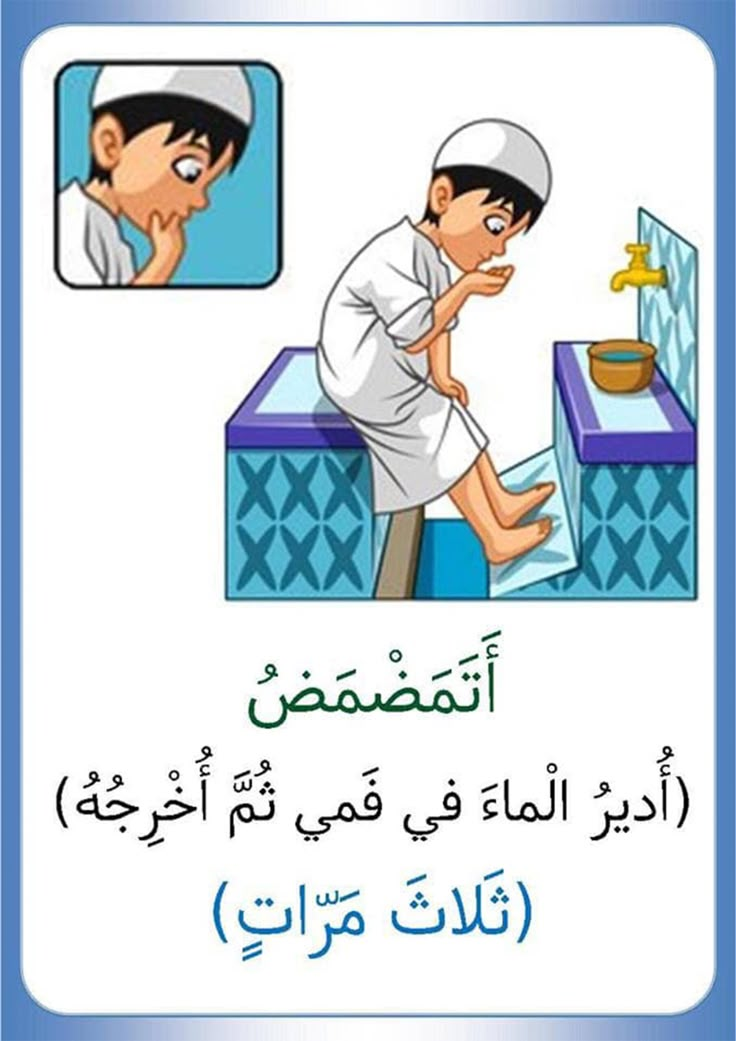 أَتَمَضْمَضُ
(أُديرُ الْماءَ في فَمي ثُمَّ أُخْرِجُهُ)
(ثَلاثَ مَرّاتٍ)